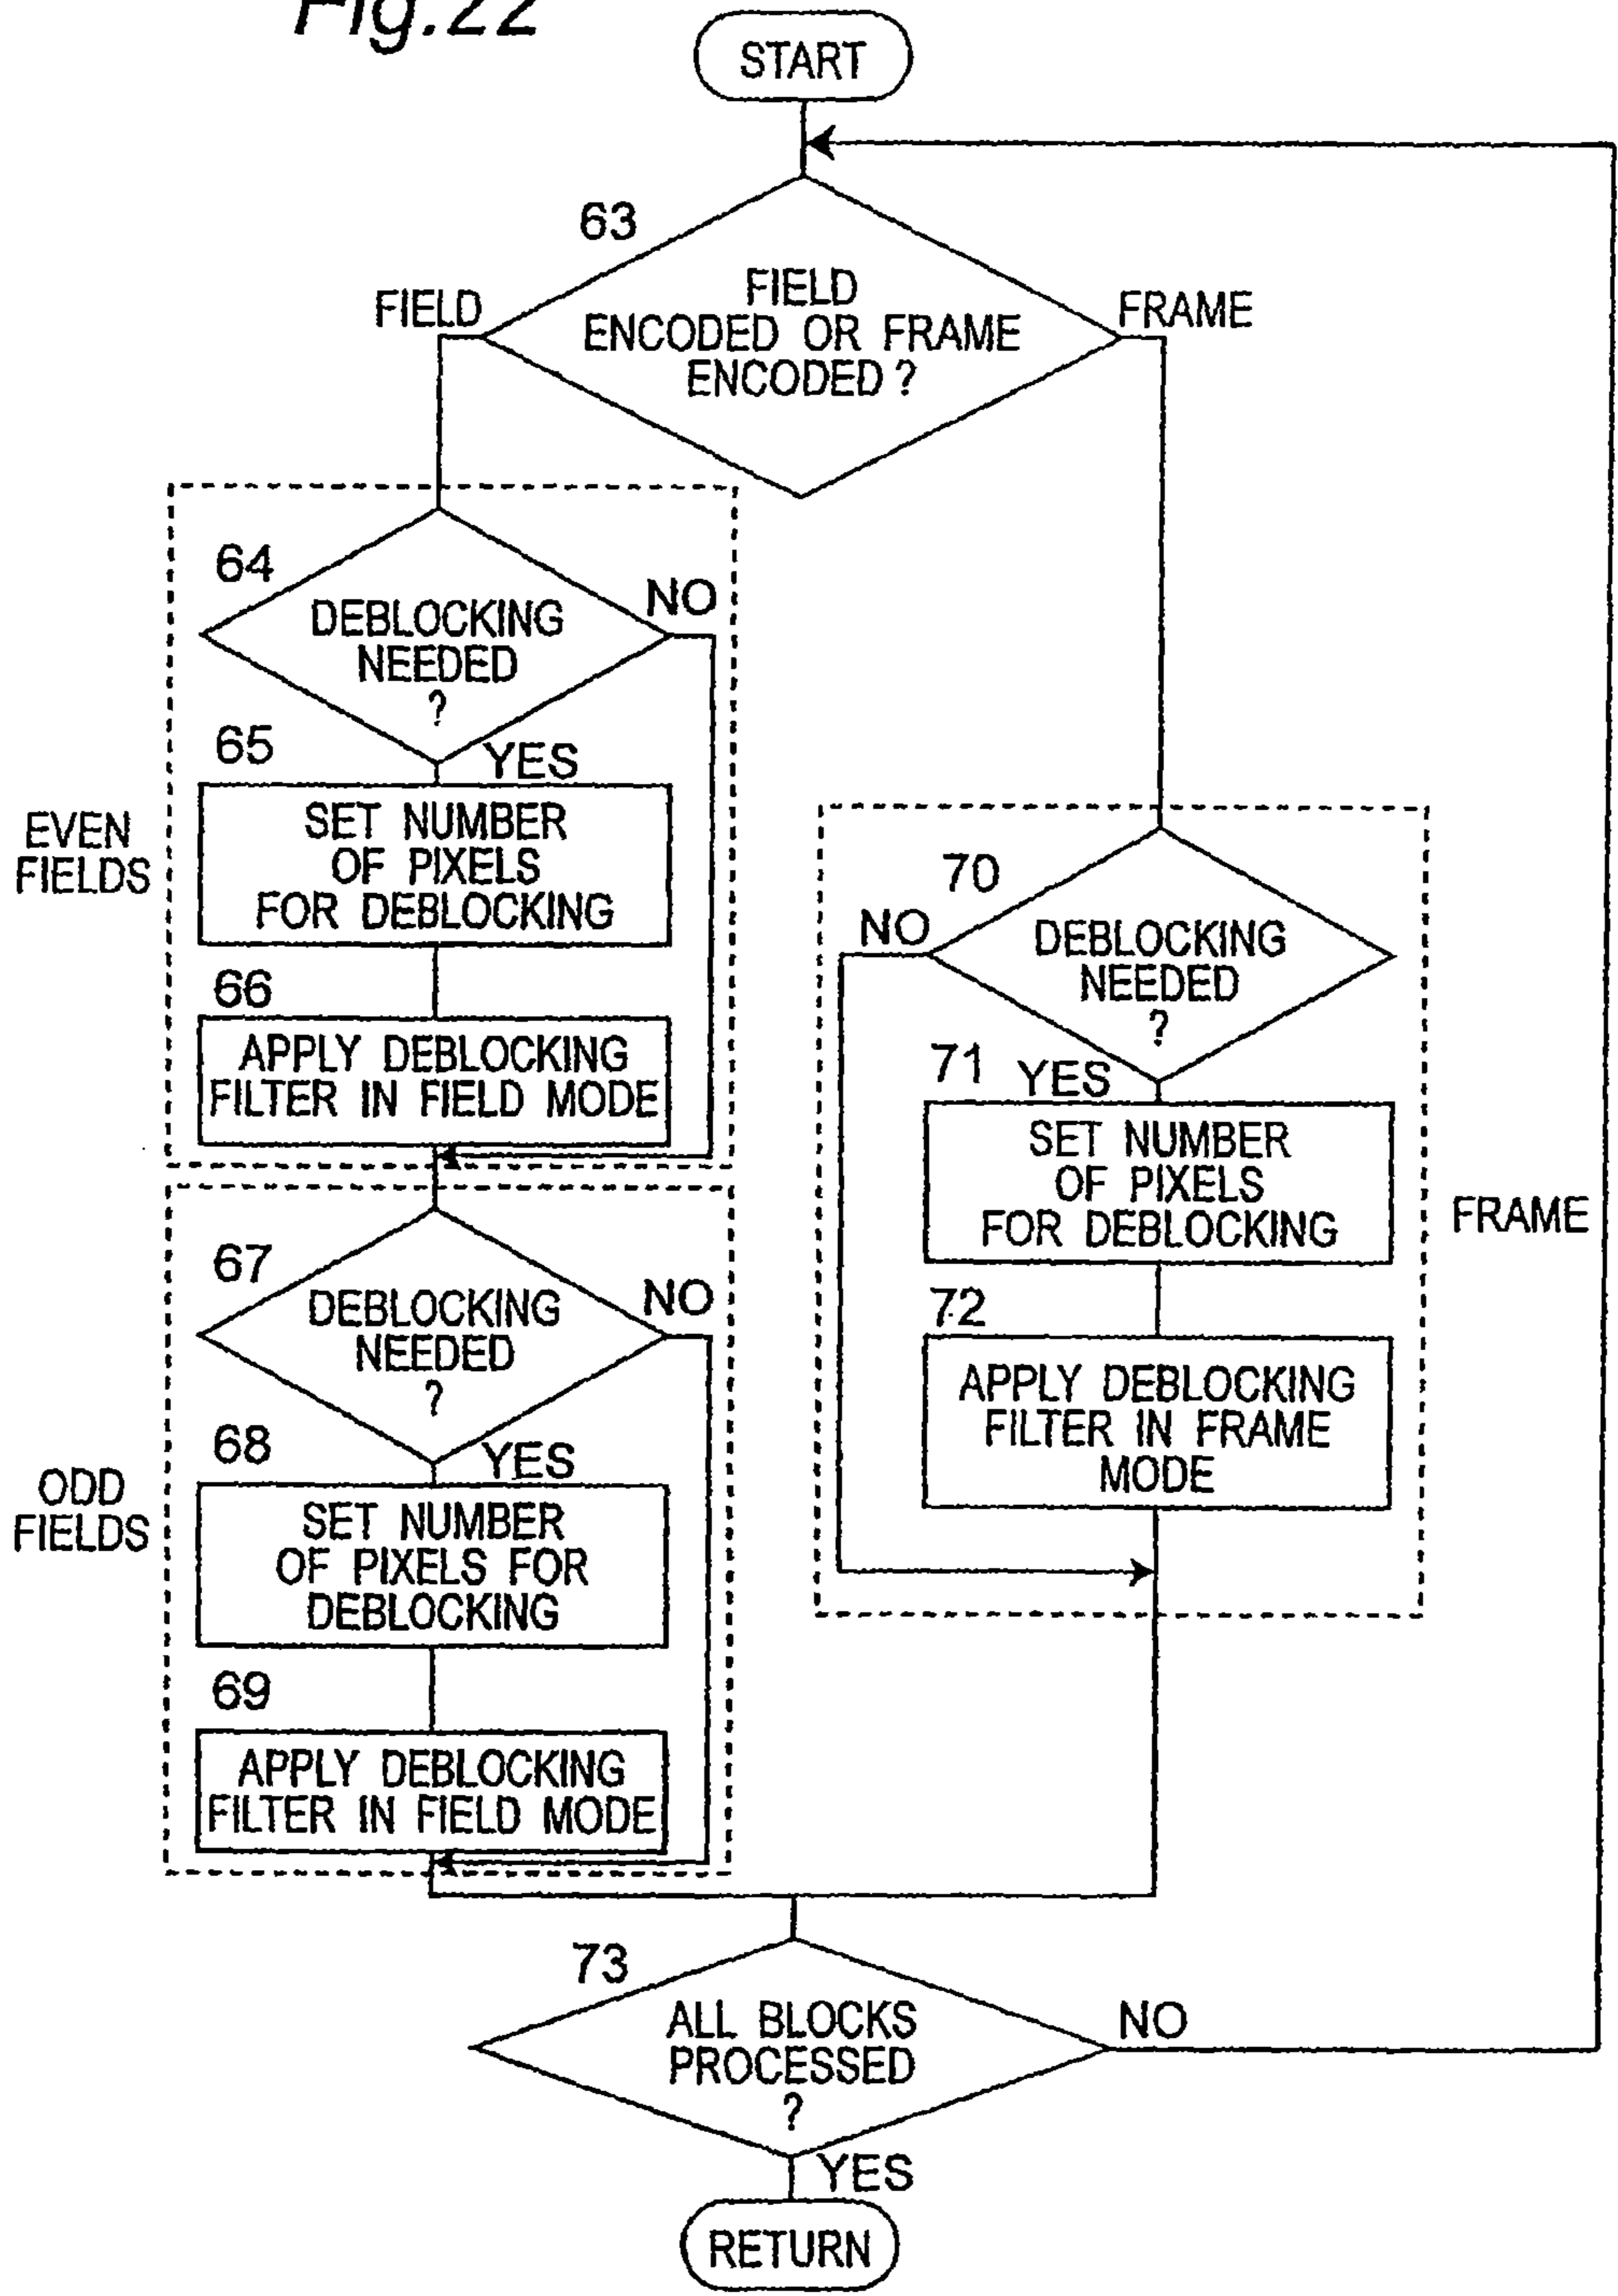 Fig.22
START
63
FIELD
ENCODED OR FRAME
ENCODED?
FIELD
FRAME
64
DEBLOCKING
NEEDED
?
NO
YES
65
SET NUMBER
OF PIXELS
FOR DEBLOCKING
EVEN
FIELDS
66
APPLY DEBLOCKING
FILTER IN FIELD MODE
67
DEBLOCKING
NEEDED
?
NO
YES
68
SET NUMBER
OF PIXELS FOR
DEBLOCKING
ODD
FIELDS
69
APPLY DEBLOCKING
FILTER IN FIELD MODE
70
NO
DEBLOCKING
NEEDED
?
71
YES
SET NUMBER
OF PIXELS
FOR DEBLOCKING
FRAME
72
APPLY DEBLOCKING
FILTER IN FRAME
MODE
73
ALL BLOCKS
PROCESSED
?
NO
YES
RETURN